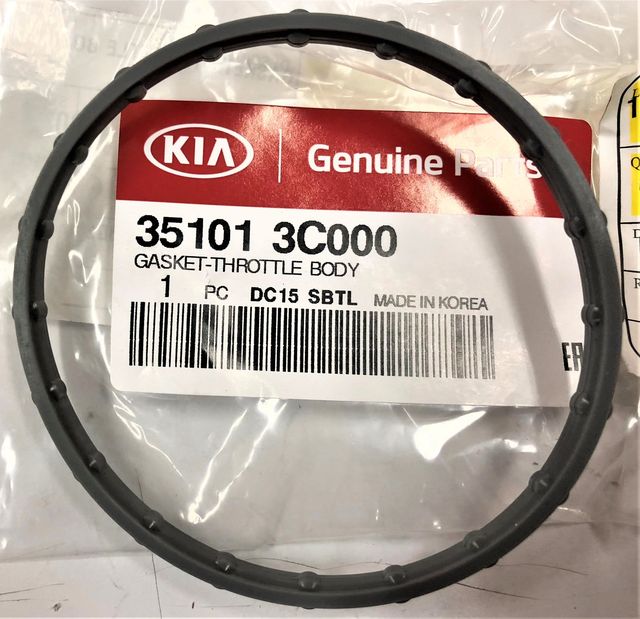 KIA Genuine Parts
35101 3C000
GASKET-THROTTLE BODY
1 PC DC15 SBTL MADE IN KOREA